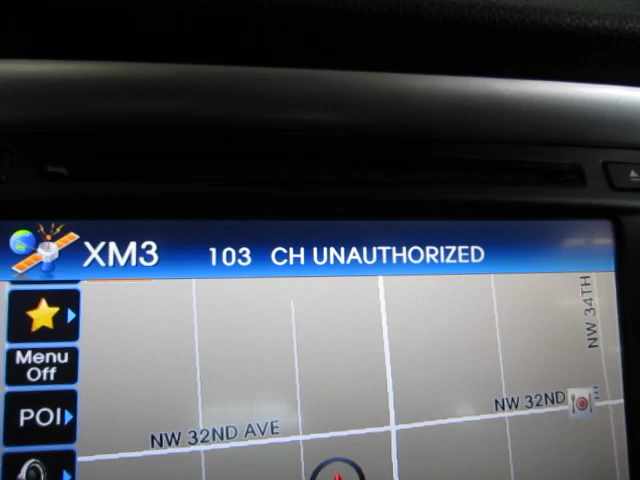 XM3 103 CH UNAUTHORIZED
NW 34TH
Menu
Off
NW 32ND
POI
NW 32ND AVE